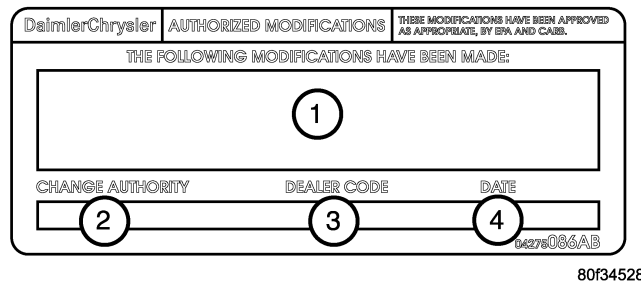 DaimlerChrysler AUTHORIZED MODIFICATIONS THESE MODIFICATIONS HAVE BEEN APPROVED
AS APPROPRIATE, BY EPA AND CARB.
THE FOLLOWING MODIFICATIONS HAVE BEEN MADE:
1
CHANGE AUTHORITY DEALER CODE DATE
2 3 4
04275086AB
80f34528